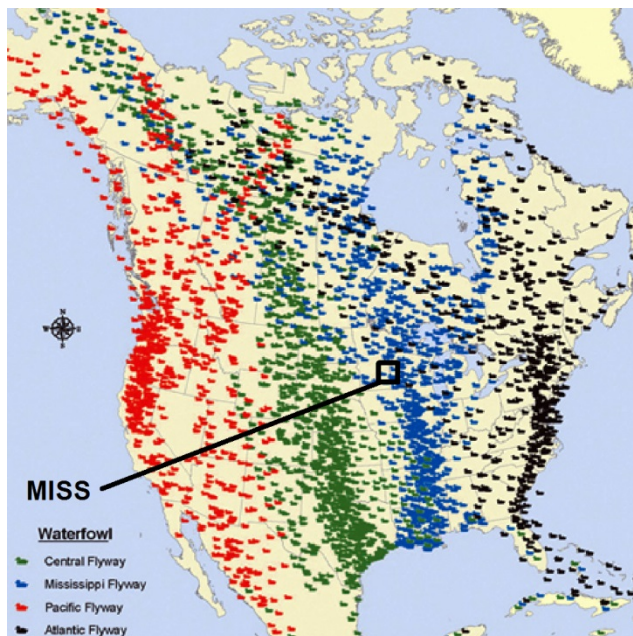 N
W E
S
MISS
Waterfowl
Central Flyway
Mississippi Flyway
Pacific Flyway
Atlantic Flyway